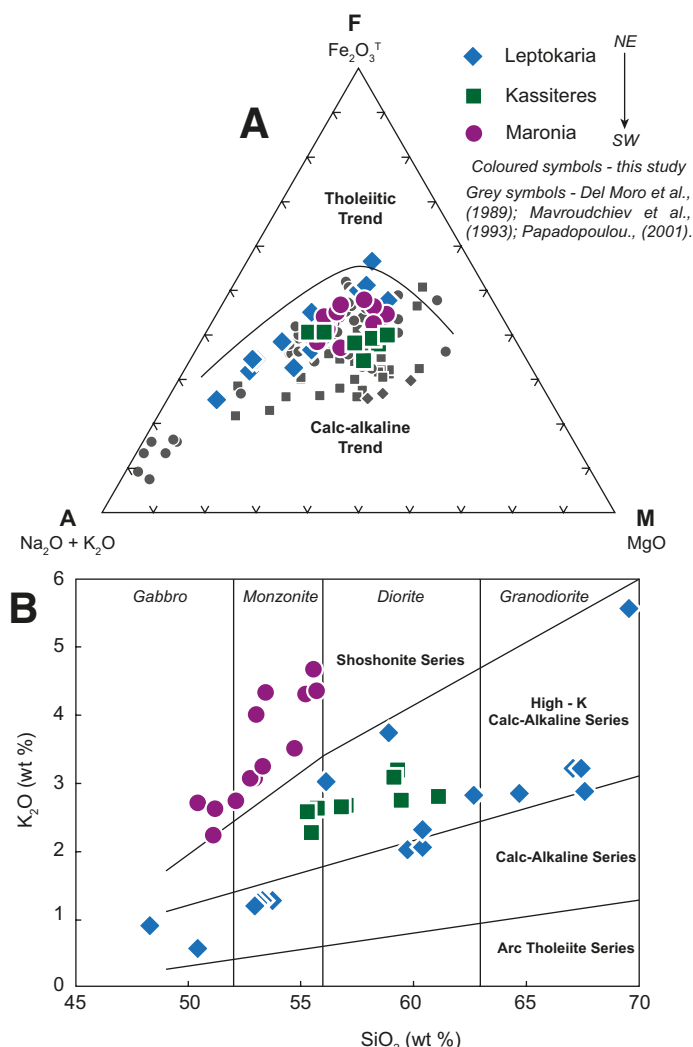 F
Fe₂O₃ᵀ
Leptokaria
Kassiteres
Maronia
NE
SW
A
Coloured symbols - this study
Grey symbols - Del Moro et al.,
(1989); Mavroudchiev et al.,
(1993); Papadopoulou., (2001).
Tholeiitic
Trend
Calc-alkaline
Trend
A
Na₂O + K₂O
M
MgO
B
Gabbro
Monzonite
Diorite
Granodiorite
Shoshonite Series
High - K
Calc-Alkaline Series
Calc-Alkaline Series
Arc Tholeiite Series
K₂O (wt %)
6
5
4
3
2
1
0
45
50
55
60
65
70
SiO₂ (wt %)